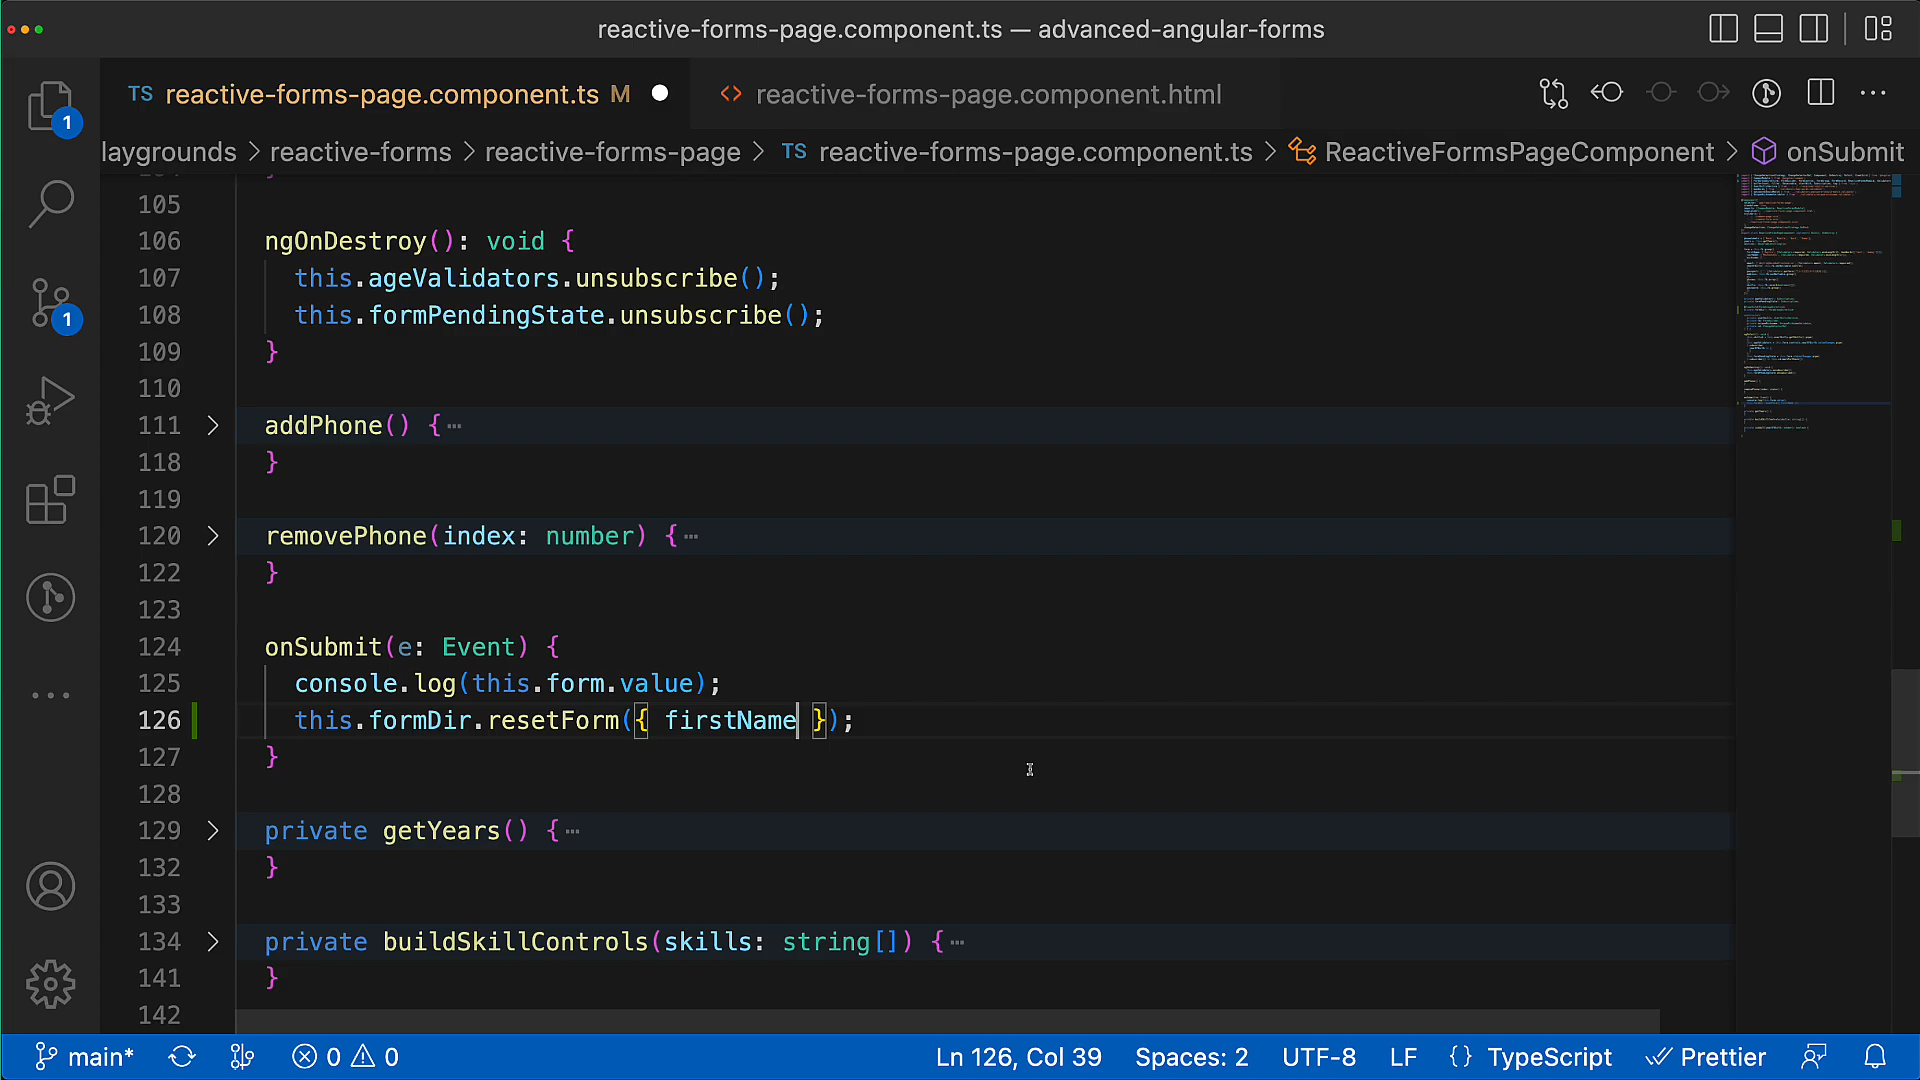 reactive-forms-page.component.ts — advanced-angular-forms
TS reactive-forms-page.component.ts M
<> reactive-forms-page.component.html
laygrounds > reactive-forms > reactive-forms-page > TS reactive-forms-page.component.ts > ReactiveFormsPageComponent > onSubmit
1
1
105
106 ngOnDestroy(): void {
107 this.ageValidators.unsubscribe();
108 this.formPendingState.unsubscribe();
109 }
110
111 addPhone() {⋯
118 }
119
120 removePhone(index: number) {⋯
122 }
123
124 onSubmit(e: Event) {
125 console.log(this.form.value);
126 this.formDir.resetForm({ firstName });
127 }
128
129 private getYears() {⋯
132 }
133
134 private buildSkillControls(skills: string[]) {⋯
141 }
142
main* 0 0 Ln 126, Col 39 Spaces: 2 UTF-8 LF {} TypeScript Prettier